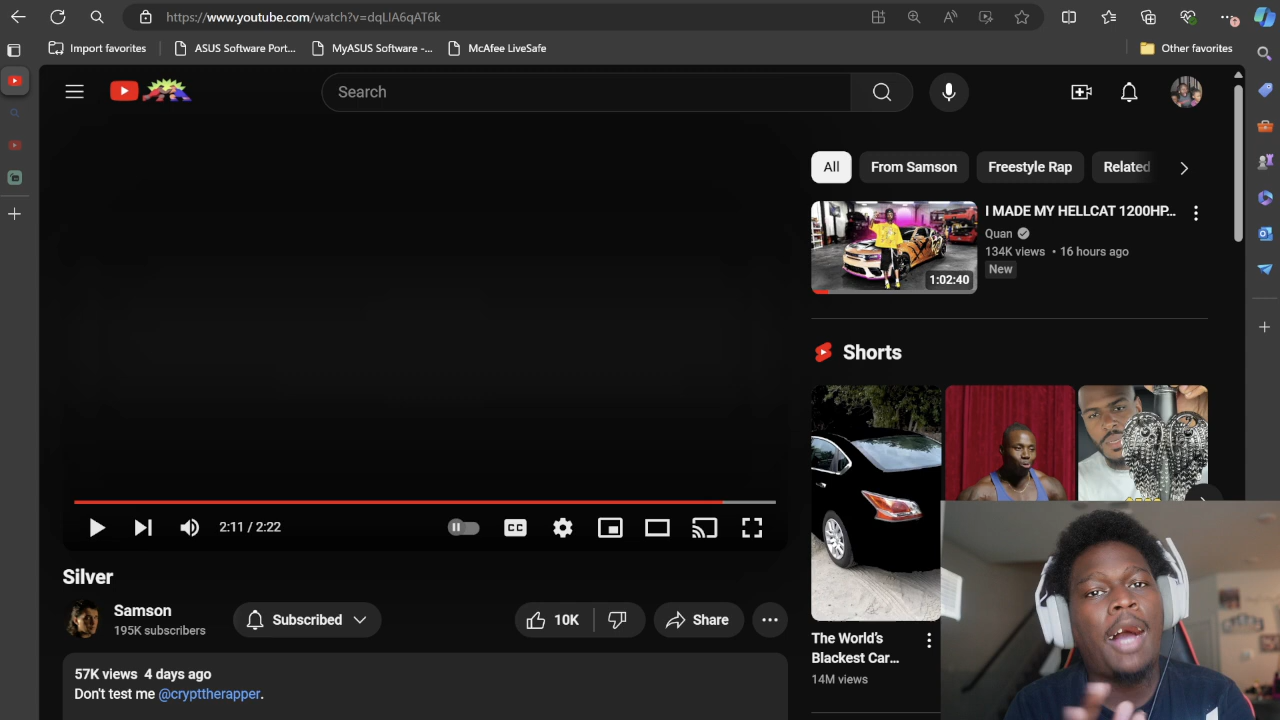 https://www.youtube.com/watch?v=dqLIA6qAT6k
Import favorites
ASUS Software Port...
MyASUS Software -...
McAfee LiveSafe
Other favorites
Search
All
From Samson
Freestyle Rap
Related
I MADE MY HELLCAT 1200HP...
Quan
134K views • 16 hours ago
New
1:02:40
Shorts
2:11 / 2:22
CC
Silver
Samson
195K subscribers
Subscribed
10K
Share
57K views 4 days ago
Don't test me @crypttherapper.
The World's
Blackest Car...
14M views